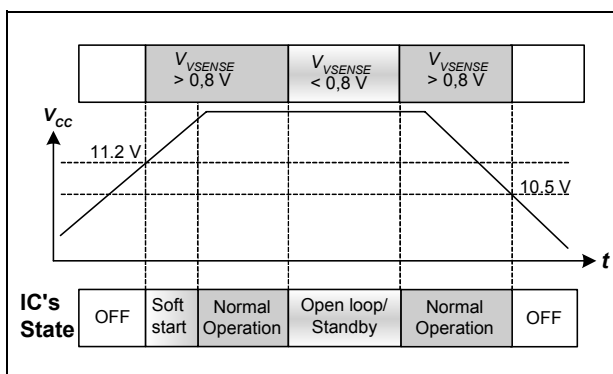 V_VSENSE > 0,8 V
V_VSENSE < 0,8 V
V_VSENSE > 0,8 V
V_CC
11.2 V
10.5 V
t
IC's State
OFF
Soft start
Normal Operation
Open loop/ Standby
Normal Operation
OFF